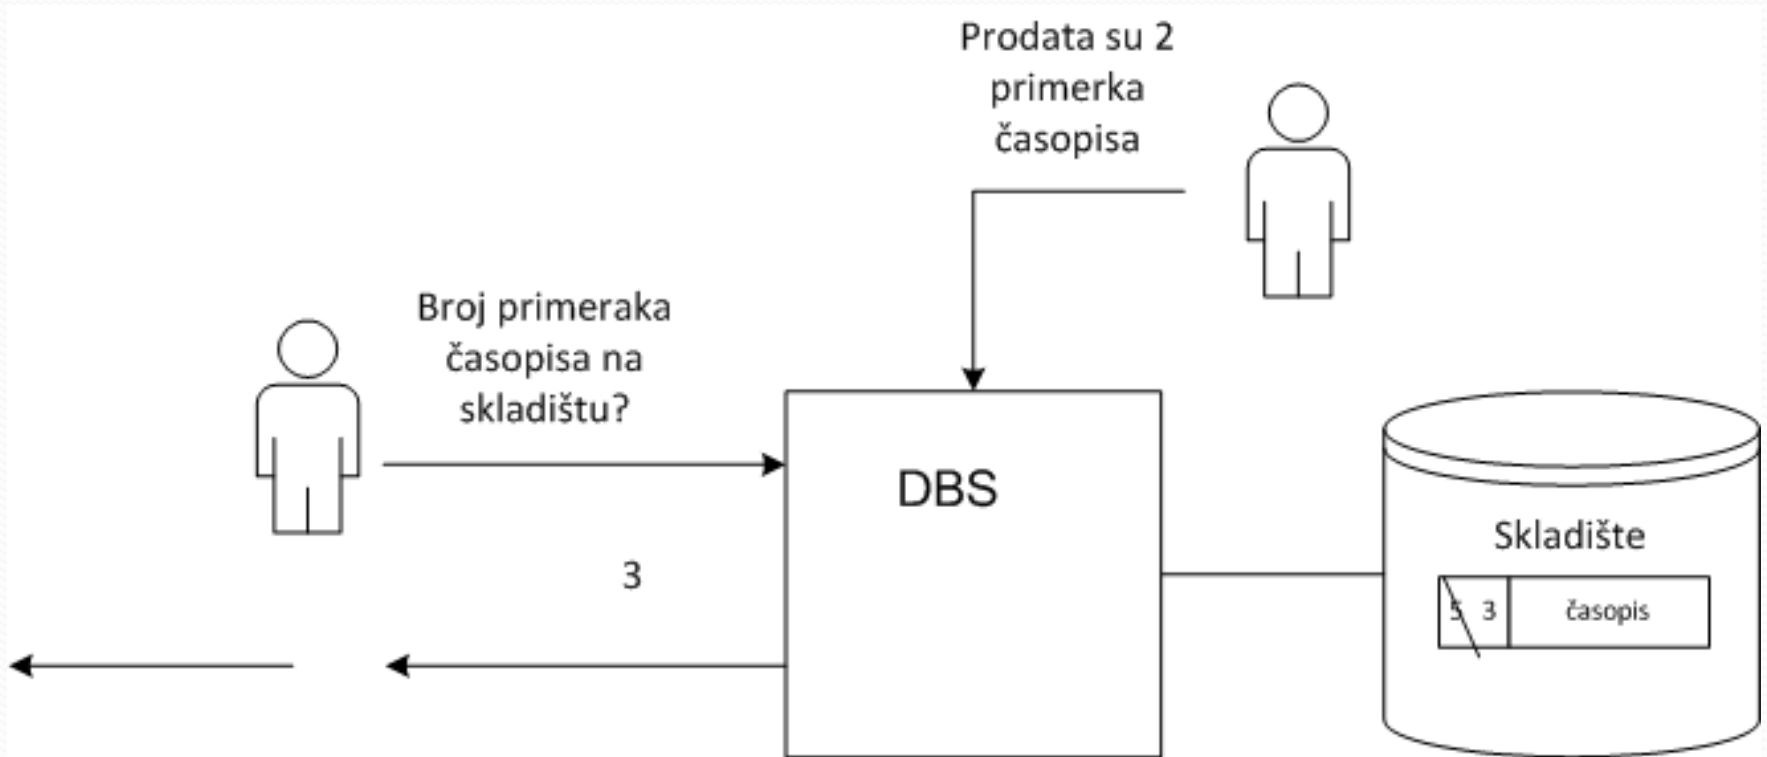 Prodata su 2
primerka
časopisa
Broj primeraka
časopisa na
skladištu?
DBS
3
Skladište
5 3 časopis